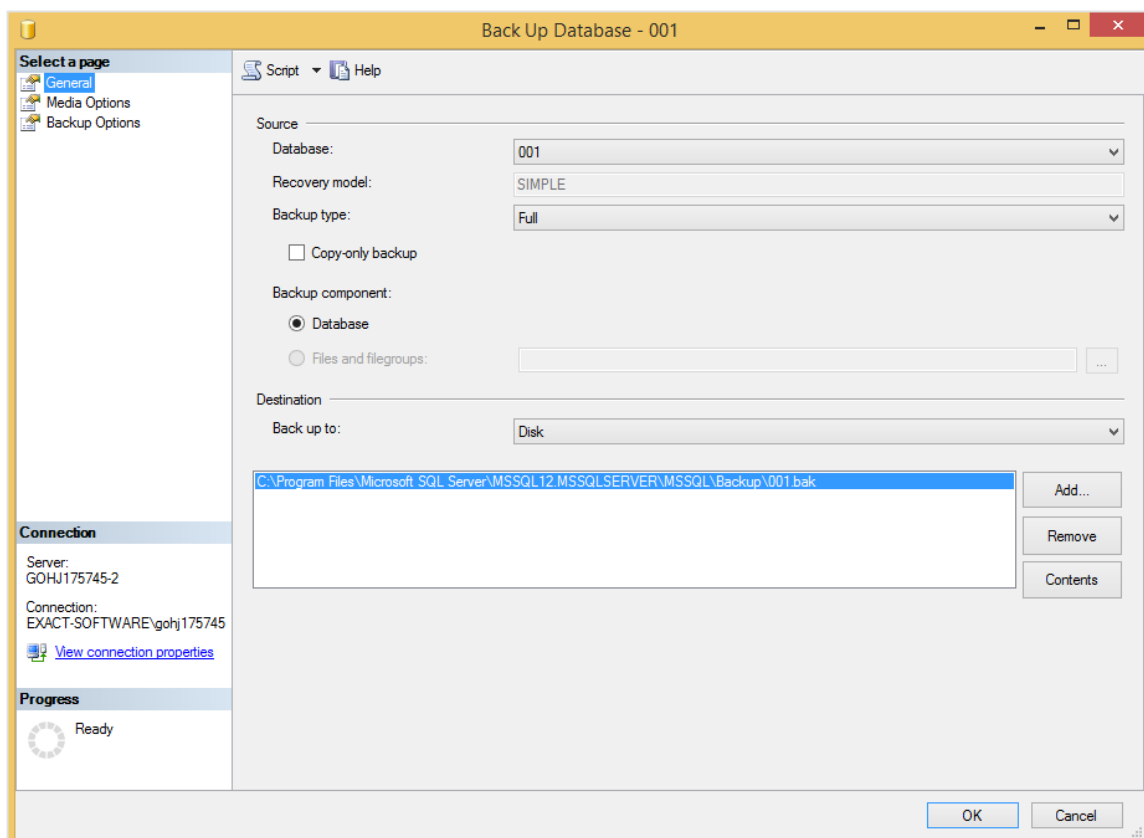 Back Up Database - 001
Select a page
General
Media Options
Backup Options
Script
Help
Source
Database:
001
Recovery model:
SIMPLE
Backup type:
Full
Copy-only backup
Backup component:
Database
Files and filegroups:
...
Destination
Back up to:
Disk
C:\Program Files\Microsoft SQL Server\MSSQL12.MSSQLSERVER\MSSQL\Backup\001.bak
Add...
Remove
Contents
Connection
Server:
GOHJ175745-2
Connection:
EXACT-SOFTWARE\gohj175745
View connection properties
Progress
Ready
OK
Cancel